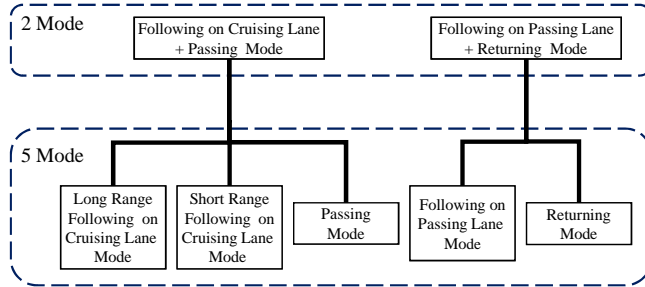 2 Mode
Following on Cruising Lane
+ Passing Mode
Following on Passing Lane
+ Returning Mode
5 Mode
Long Range
Following on
Cruising Lane
Mode
Short Range
Following on
Cruising Lane
Mode
Passing
Mode
Following on
Passing Lane
Mode
Returning
Mode